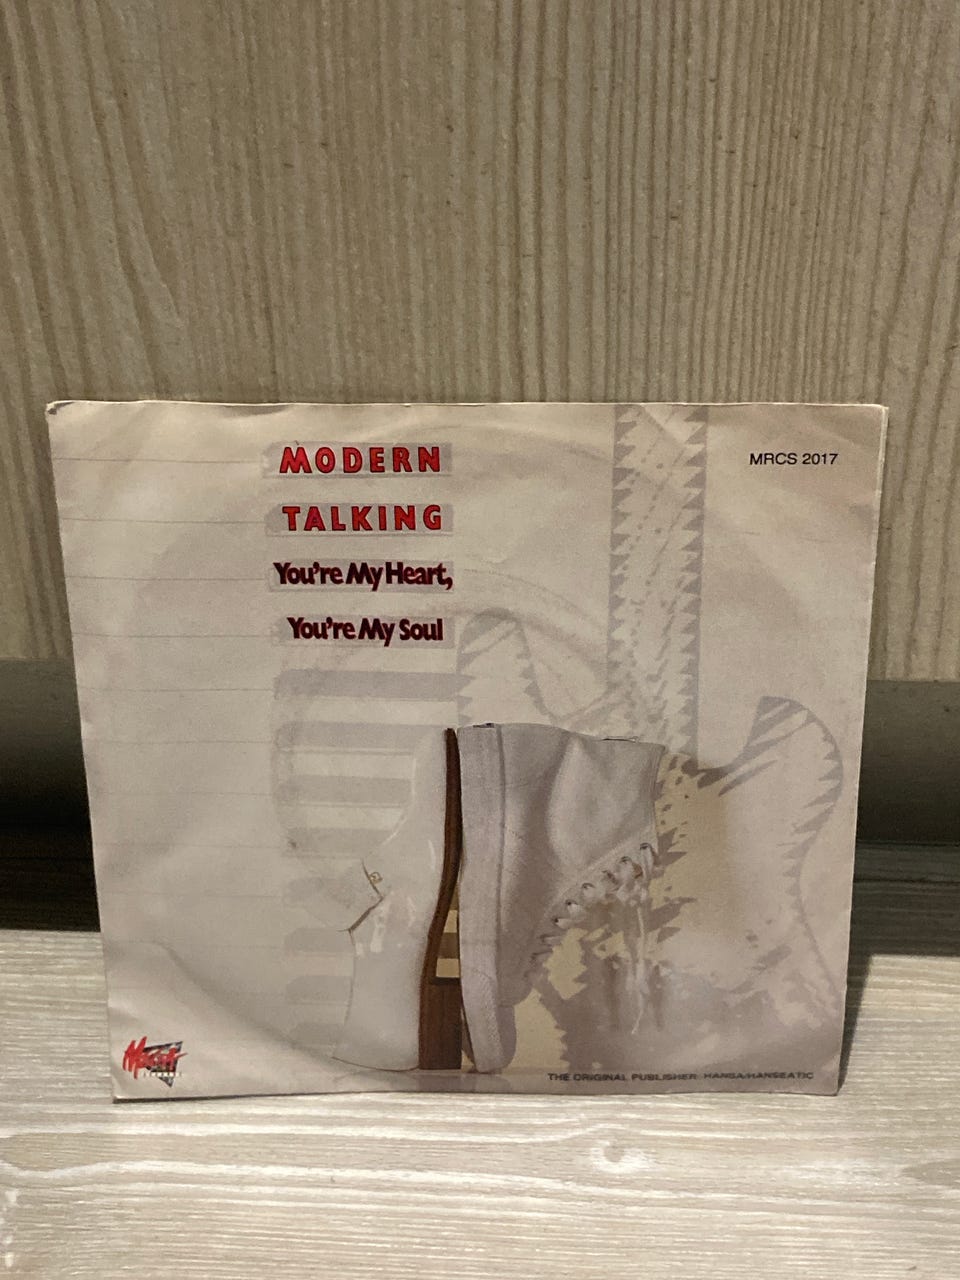 MODERN
TALKING
You're My Heart,
You're My Soul
MRCS 2017
THE ORIGINAL PUBLISHER: HANSA/HANSEATIC